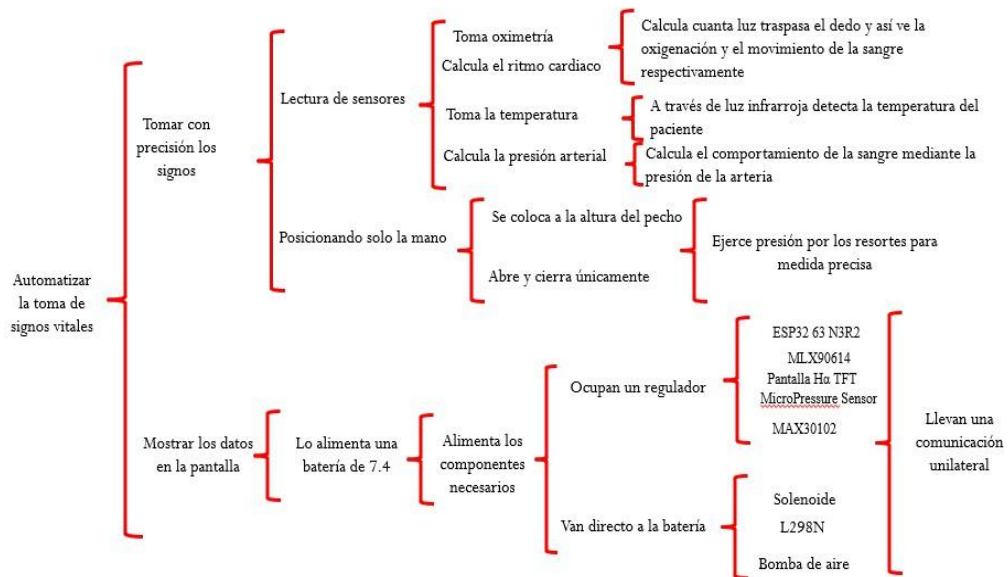 Automatizar
la toma de
signos vitales
Tomar con
precisión los
signos
Lectura de sensores
Toma oximetría
Calcula el ritmo cardiaco
Calcula cuanta luz traspasa el dedo y así ve la
oxigenación y el movimiento de la sangre
respectivamente
Toma la temperatura
A través de luz infrarroja detecta la temperatura del
paciente
Calcula la presión arterial
Calcula el comportamiento de la sangre mediante la
presión de la arteria
Posicionando solo la mano
Se coloca a la altura del pecho
Abre y cierra únicamente
Ejerce presión por los resortes para
medida precisa
Mostrar los datos
en la pantalla
Lo alimenta una
batería de 7.4
Alimenta los
componentes
necesarios
Ocupan un regulador
ESP32 63 N3R2
MLX90614
Pantalla Hα TFT
MicroPressure Sensor
MAX30102
Van directo a la batería
Solenoide
L298N
Bomba de aire
Llevan una
comunicación
unilateral